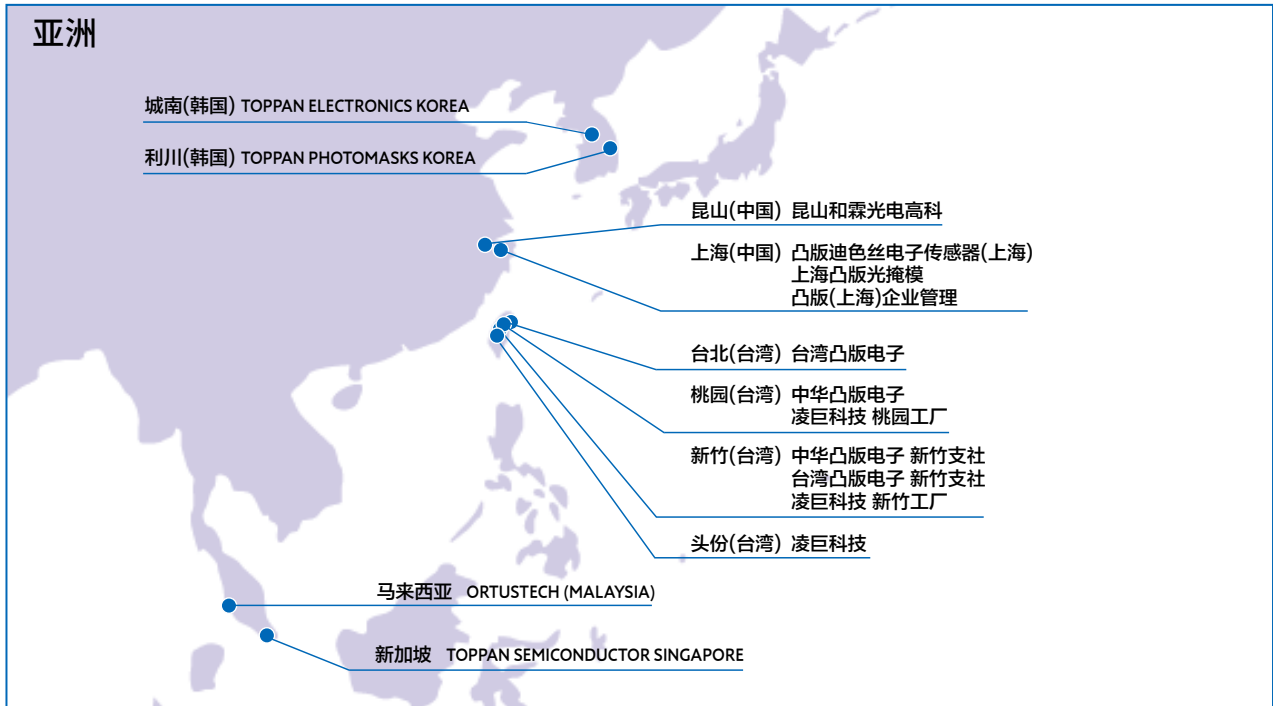 亚洲
城南(韩国) TOPPAN ELECTRONICS KOREA
利川(韩国) TOPPAN PHOTOMASKS KOREA
昆山(中国) 昆山和霖光电高科
上海(中国) 凸版迪色丝电子传感器(上海)
上海凸版光掩模
凸版(上海)企业管理
台北(台湾) 台湾凸版电子
桃园(台湾) 中华凸版电子
凌巨科技 桃园工厂
新竹(台湾) 中华凸版电子 新竹支社
台湾凸版电子 新竹支社
凌巨科技 新竹工厂
头份(台湾) 凌巨科技
马来西亚 ORTUSTECH (MALAYSIA)
新加坡 TOPPAN SEMICONDUCTOR SINGAPORE